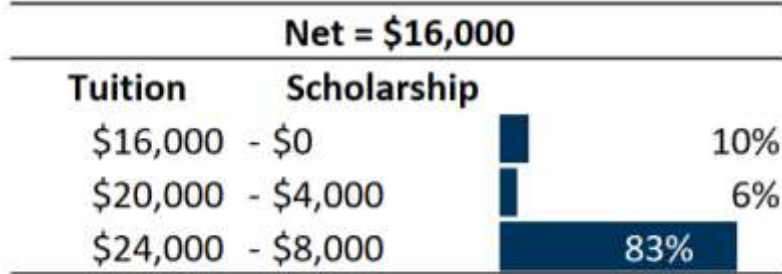 Net = $16,000
Tuition Scholarship
$16,000 - $0 10%
$20,000 - $4,000 6%
$24,000 - $8,000 83%